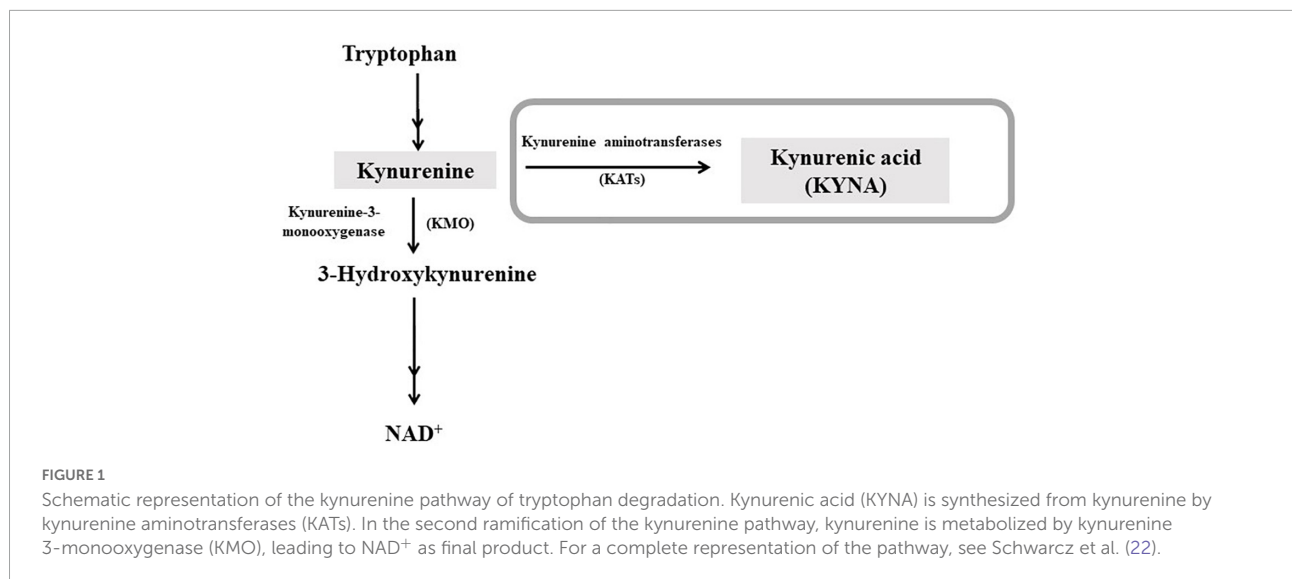 Tryptophan
Kynurenine aminotransferases
(KATs)
Kynurenic acid
(KYNA)
Kynurenine
Kynurenine-3-
monooxygenase
(KMO)
3-Hydroxykynurenine
NAD⁺
FIGURE 1
Schematic representation of the kynurenine pathway of tryptophan degradation. Kynurenic acid (KYNA) is synthesized from kynurenine by
kynurenine aminotransferases (KATs). In the second ramification of the kynurenine pathway, kynurenine is metabolized by kynurenine
3-monooxygenase (KMO), leading to NAD⁺ as final product. For a complete representation of the pathway, see Schwarcz et al. (22).